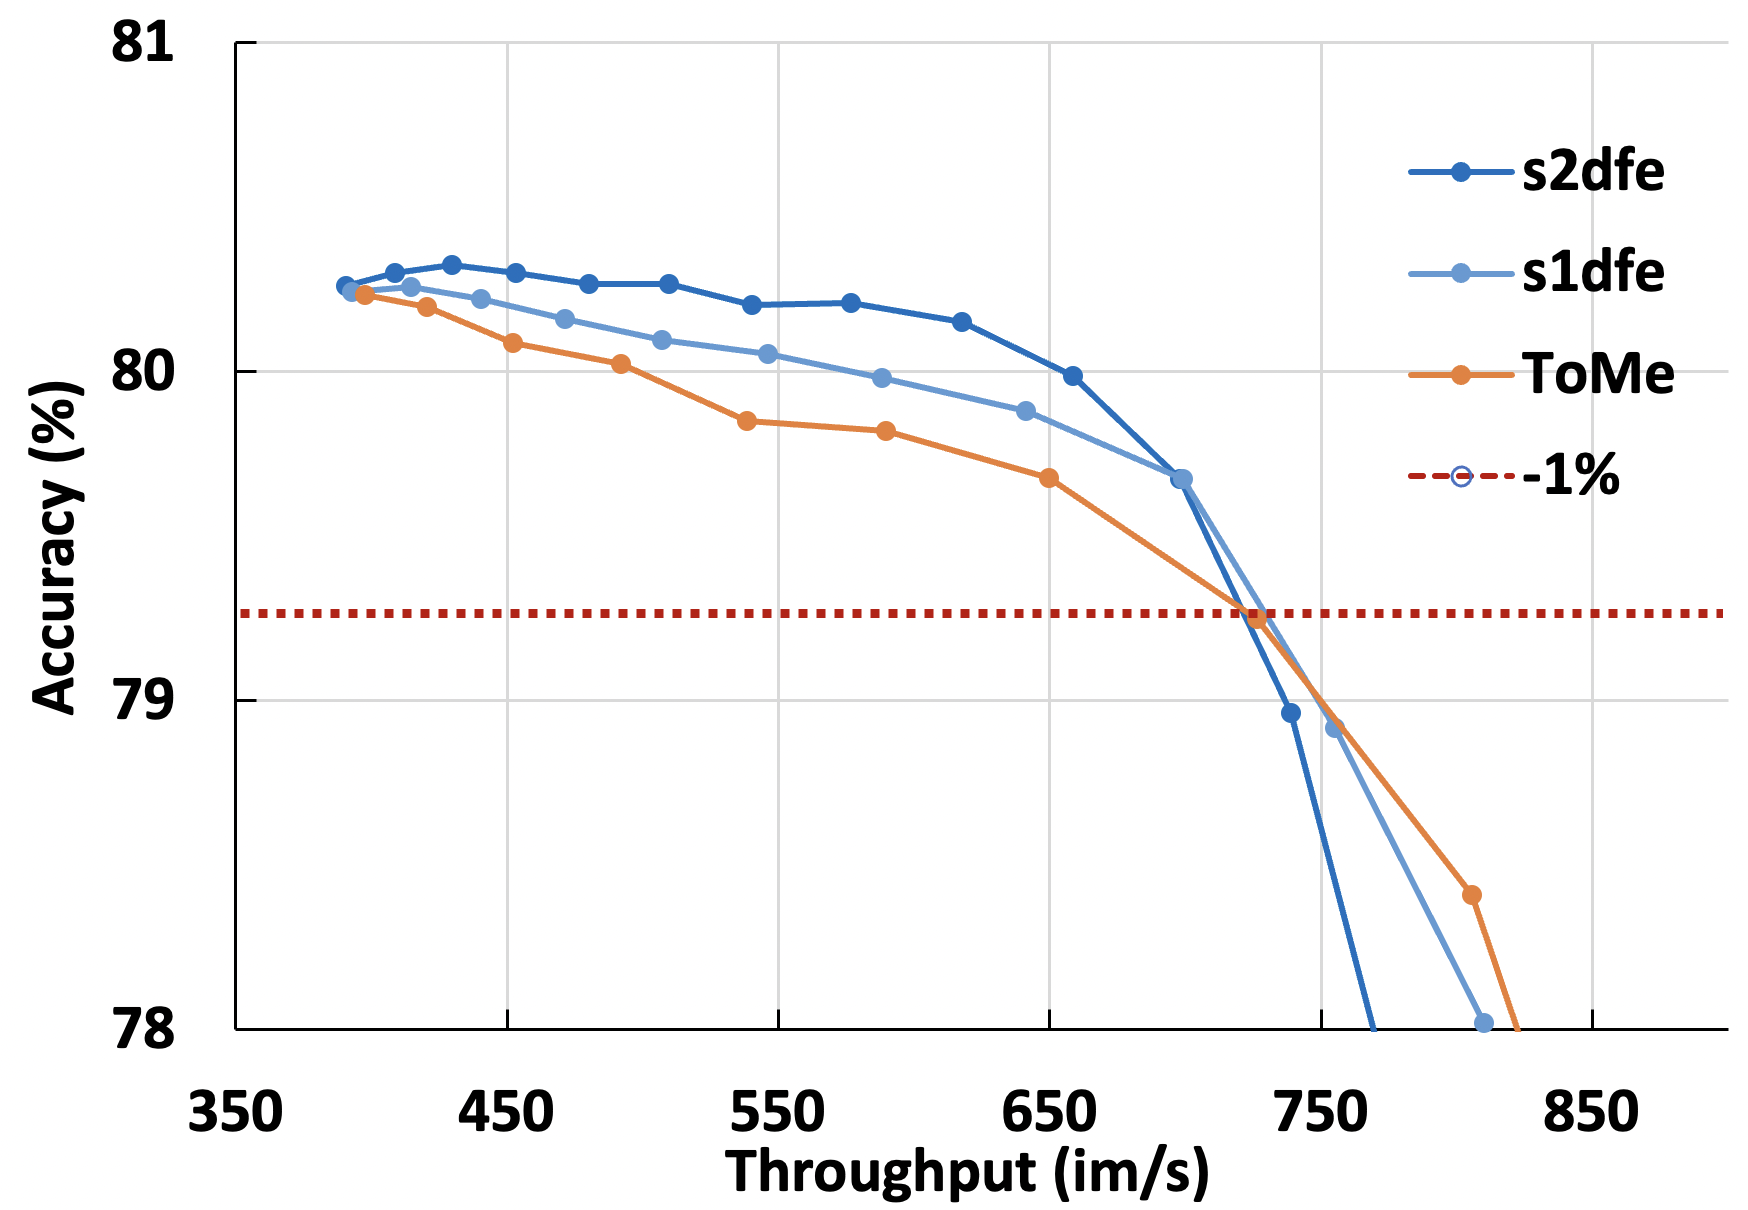 81
80
79
78
Accuracy (%)
s2dfe
s1dfe
ToMe
-1%
350 450 550 650 750 850
Throughput (im/s)